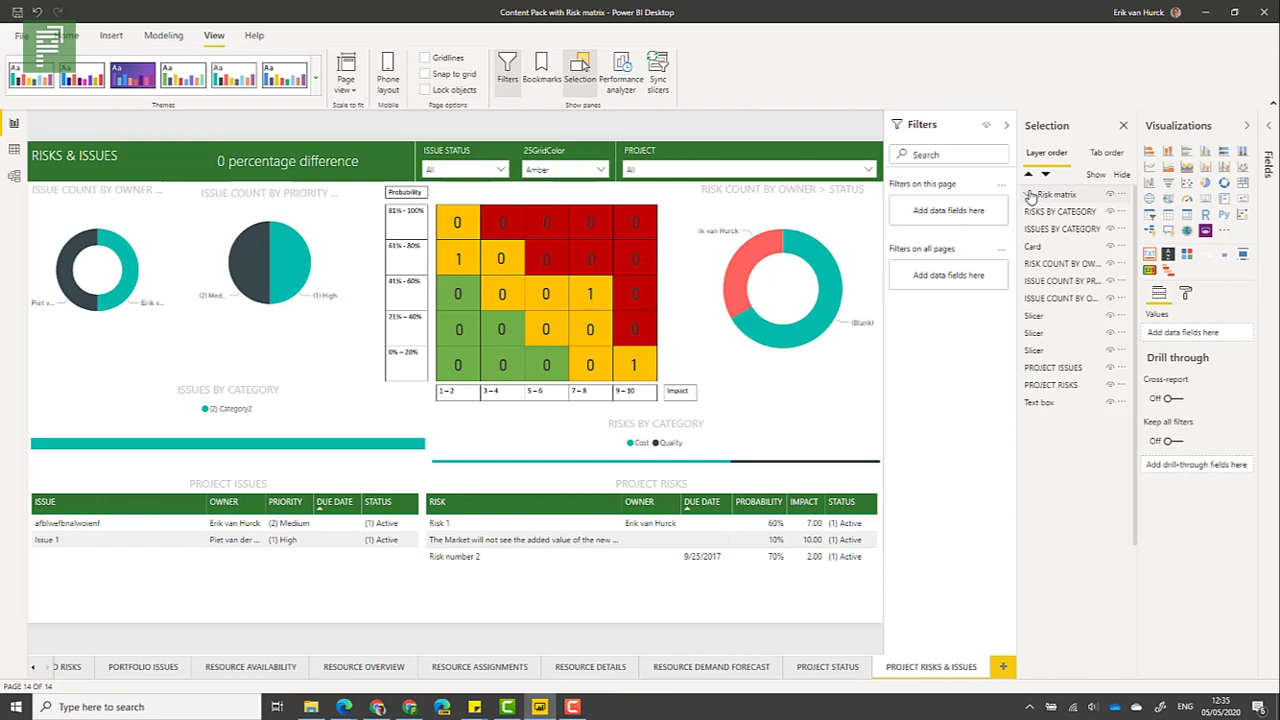 Content Pack with Risk matrix - Power BI Desktop
Erik van Hurck
Home
Insert
Modeling
View
Help
Aa
Aa
Aa
Aa
Aa
Aa
Themes
Page view
Scale to fit
Phone layout
Mobile
Gridlines
Snap to grid
Lock objects
Page options
Filters
Bookmarks
Selection
Performance analyzer
Sync slicers
Show panes
RISKS & ISSUES
0 percentage difference
ISSUE STATUS
All
25GridColor
Amber
PROJECT
All
ISSUE COUNT BY OWNER ...
Piet v...
Erik v...
ISSUE COUNT BY PRIORITY ...
(2) Med...
(1) High
Probability
81% - 100%
61% - 80%
41% - 60%
21% – 40%
0% – 20%
0 0 0 0 0
1 0 0 0 0
0 0 0 1 0
0 0 0 0 0
0 0 0 0 1
1 – 2
3 – 4
5 – 6
7 – 8
9 – 10
Impact
RISK COUNT BY OWNER > STATUS
ik van Hurck
(Blank)
ISSUES BY CATEGORY
(2) Category2
RISKS BY CATEGORY
Cost Quality
PROJECT ISSUES
ISSUE OWNER PRIORITY DUE DATE STATUS
afblwefbnalwoienf Erik van Hurck (2) Medium (1) Active
Issue 1 Piet van der ... (1) High (1) Active
PROJECT RISKS
RISK OWNER DUE DATE PROBABILITY IMPACT STATUS
Risk 1 Erik van Hurck 60% 7.00 (1) Active
The Market will not see the added value of the new ... 10% 10.00 (1) Active
Risk number 2 9/25/2017 70% 2.00 (1) Active
Filters
Search
Filters on this page
...
Add data fields here
Filters on all pages
...
Add data fields here
Selection
Layer order
Tab order
Show
Hide
Risk matrix
RISKS BY CATEGORY
ISSUES BY CATEGORY
Card
RISK COUNT BY OW...
ISSUE COUNT BY PR...
ISSUE COUNT BY O...
Slicer
Slicer
Slicer
PROJECT ISSUES
PROJECT RISKS
Text box
Visualizations
Values
Add data fields here
Drill through
Cross-report
Off
Keep all filters
Off
Add drill-through fields here
Fields
D RISKS
PORTFOLIO ISSUES
RESOURCE AVAILABILITY
RESOURCE OVERVIEW
RESOURCE ASSIGNMENTS
RESOURCE DETAILS
RESOURCE DEMAND FORECAST
PROJECT STATUS
PROJECT RISKS & ISSUES
PAGE 14 OF 14
Type here to search
ENG
12:35
05/05/2020